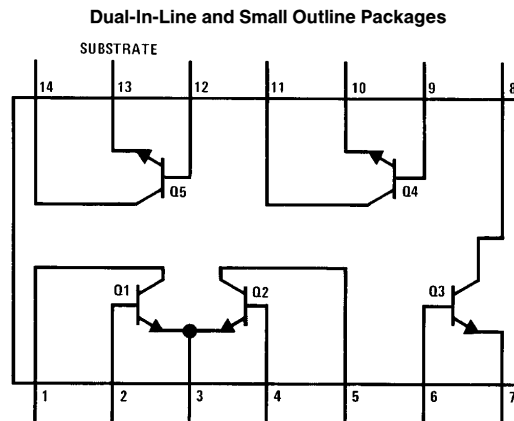 Dual-In-Line and Small Outline Packages
SUBSTRATE
14 13 12 11 10 9 8
Q5 Q4
Q1 Q2 Q3
1 2 3 4 5 6 7